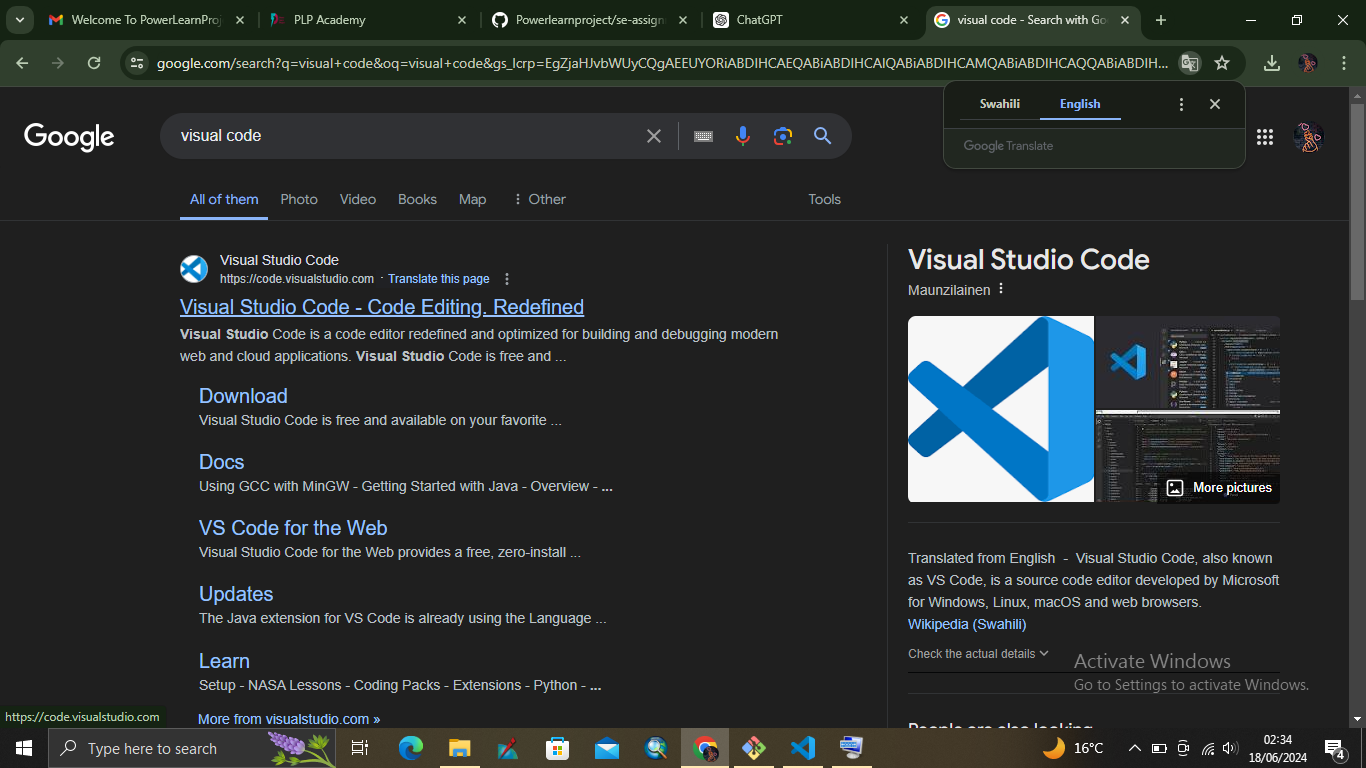 Welcome To PowerLearnProj
PLP Academy
Powerlearnproject/se-assign
ChatGPT
visual code - Search with Go
google.com/search?q=visual+code&oq=visual+code&gs_lcrp=EgZjaHJvbWUyCQgAEEUYORiABDIHCAEQABiABDIHCAIQABiABDIHCAMQABiABDIHCAQQABiABDIH...
Swahili English
Google Translate
Google
visual code
All of them Photo Video Books Map Other Tools
Visual Studio Code
https://code.visualstudio.com · Translate this page
Visual Studio Code - Code Editing. Redefined
Visual Studio Code is a code editor redefined and optimized for building and debugging modern
web and cloud applications. Visual Studio Code is free and ...
Download
Visual Studio Code is free and available on your favorite ...
Docs
Using GCC with MinGW - Getting Started with Java - Overview - ...
VS Code for the Web
Visual Studio Code for the Web provides a free, zero-install ...
Updates
The Java extension for VS Code is already using the Language ...
Learn
Setup - NASA Lessons - Coding Packs - Extensions - Python - ...
More from visualstudio.com »
Visual Studio Code
Maunzilainen
More pictures
Translated from English - Visual Studio Code, also known
as VS Code, is a source code editor developed by Microsoft
for Windows, Linux, macOS and web browsers.
Wikipedia (Swahili)
Check the actual details
Activate Windows
Go to Settings to activate Windows.
People are also looking
https://code.visualstudio.com
Type here to search
16°C
02:34
18/06/2024
4